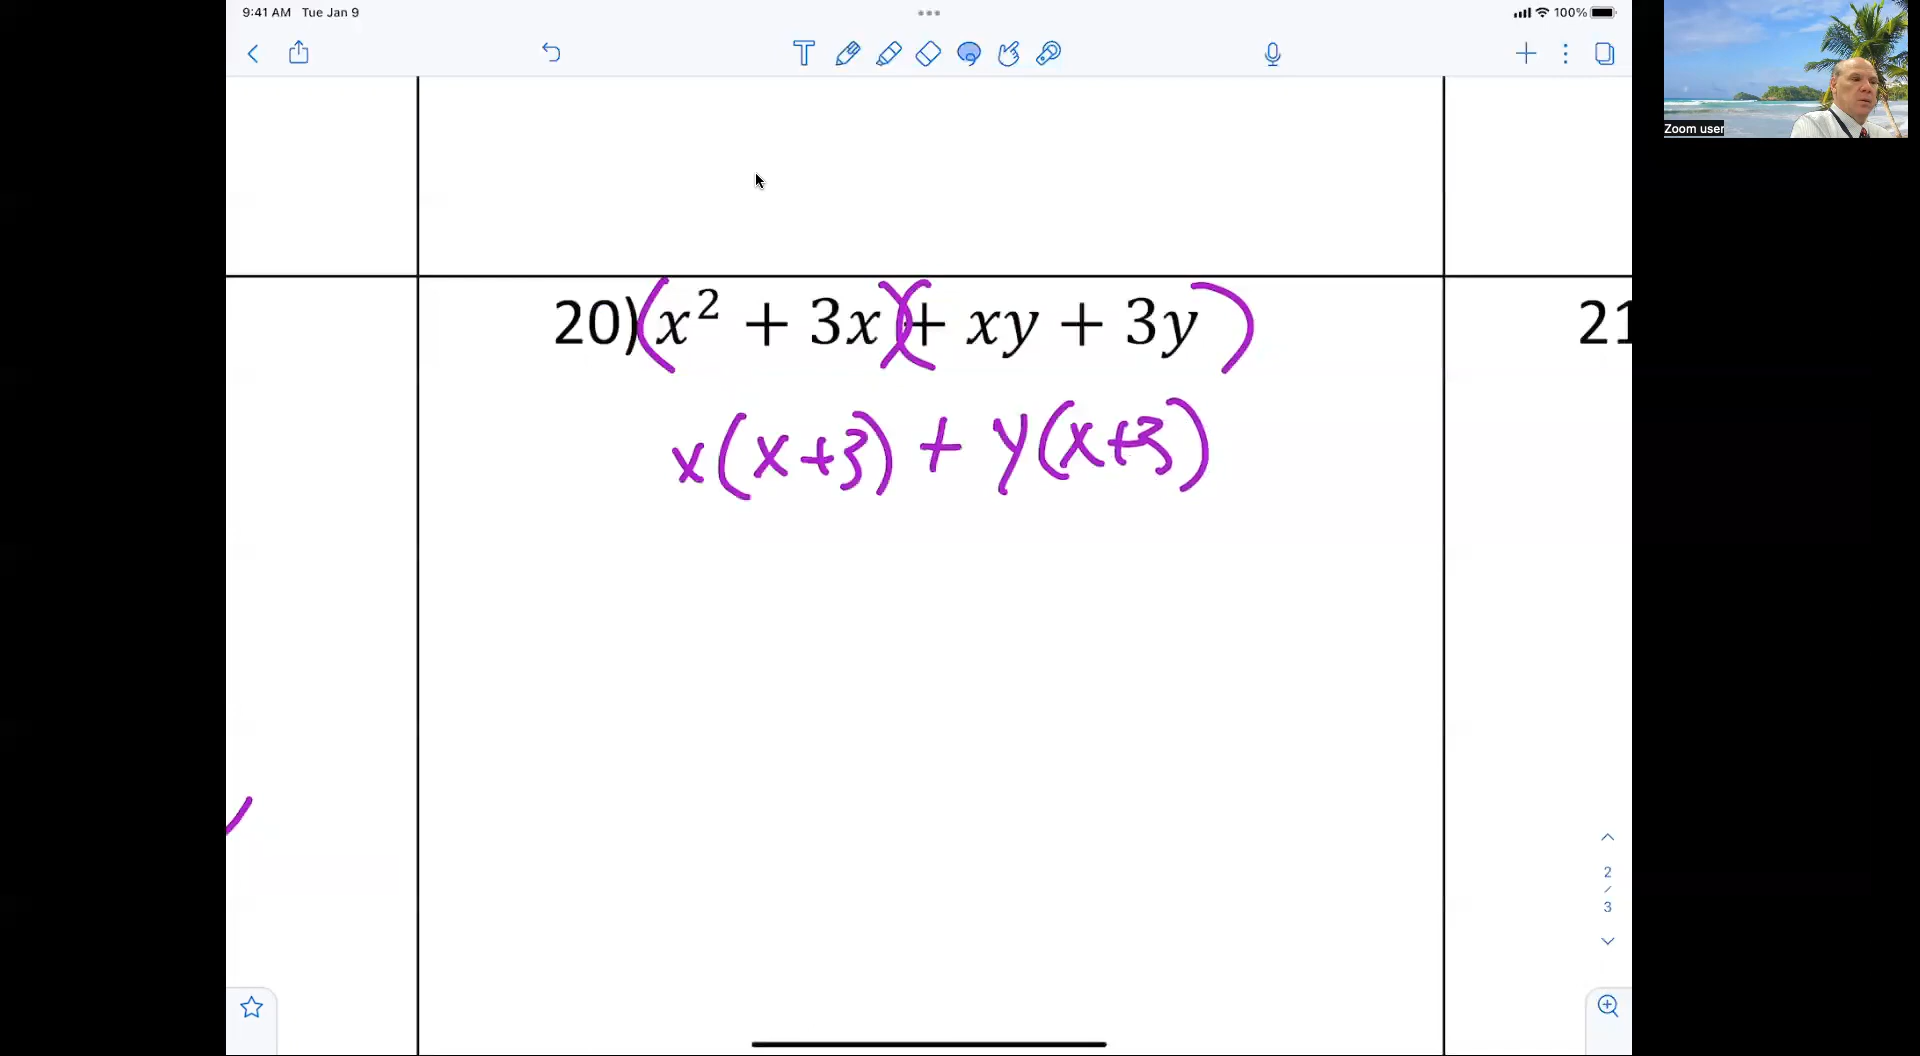 9:41 AM Tue Jan 9
100%
Zoom user
20) (x² + 3x)(+ xy + 3y)
21
x(x+3) + y(x+3)
2
/
3